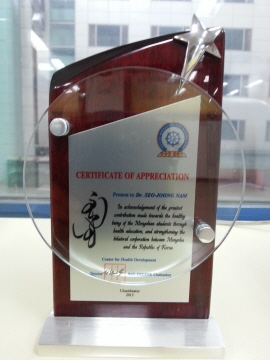 CERTIFICATE OF APPRECIATION
Present to Dr. SEO-JOHNG NAM
In acknowledgement of the greatest
contribution made towards the healthy
being of the Mongolian students through
health education, and strengthening the
bilateral cooperation between Mongolia
and the Republic of Korea
Center for Health Development
Director
Ulaanbaatar